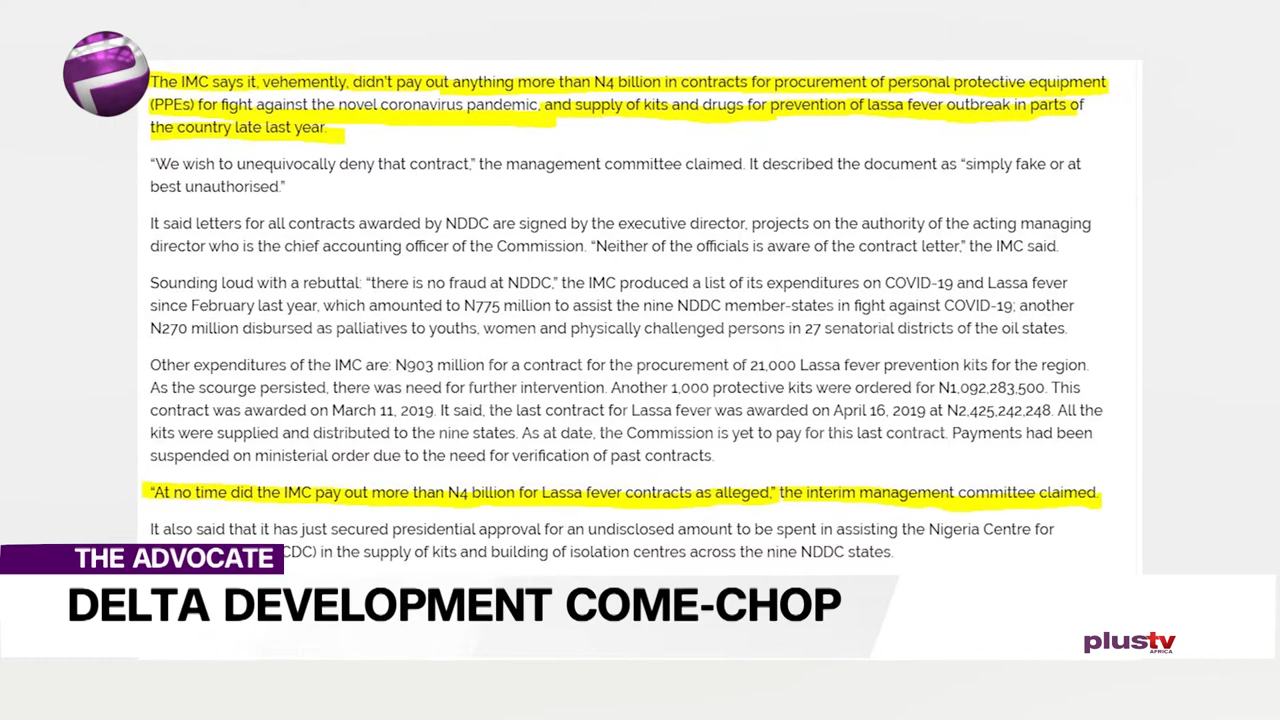 The IMC says it, vehemently, didn't pay out anything more than N4 billion in contracts for procurement of personal protective equipment
(PPEs) for fight against the novel coronavirus pandemic, and supply of kits and drugs for prevention of lassa fever outbreak in parts of
the country late last year.
“We wish to unequivocally deny that contract,” the management committee claimed. It described the document as “simply fake or at
best unauthorised.”
It said letters for all contracts awarded by NDDC are signed by the executive director, projects on the authority of the acting managing
director who is the chief accounting officer of the Commission. “Neither of the officials is aware of the contract letter,” the IMC said.
Sounding loud with a rebuttal: “there is no fraud at NDDC,” the IMC produced a list of its expenditures on COVID-19 and Lassa fever
since February last year, which amounted to N775 million to assist the nine NDDC member-states in fight against COVID-19; another
N270 million disbursed as palliatives to youths, women and physically challenged persons in 27 senatorial districts of the oil states.
Other expenditures of the IMC are: N903 million for a contract for the procurement of 21,000 Lassa fever prevention kits for the region.
As the scourge persisted, there was need for further intervention. Another 1,000 protective kits were ordered for N1,092,283,500. This
contract was awarded on March 11, 2019. It said, the last contract for Lassa fever was awarded on April 16, 2019 at N2,425,242,248. All the
kits were supplied and distributed to the nine states. As at date, the Commission is yet to pay for this last contract. Payments had been
suspended on ministerial order due to the need for verification of past contracts.
“At no time did the IMC pay out more than N4 billion for Lassa fever contracts as alleged,” the interim management committee claimed.
It also said that it has just secured presidential approval for an undisclosed amount to be spent in assisting the Nigeria Centre for
CDC) in the supply of kits and building of isolation centres across the nine NDDC states.
THE ADVOCATE
DELTA DEVELOPMENT COME-CHOP
plustv
AFRICA